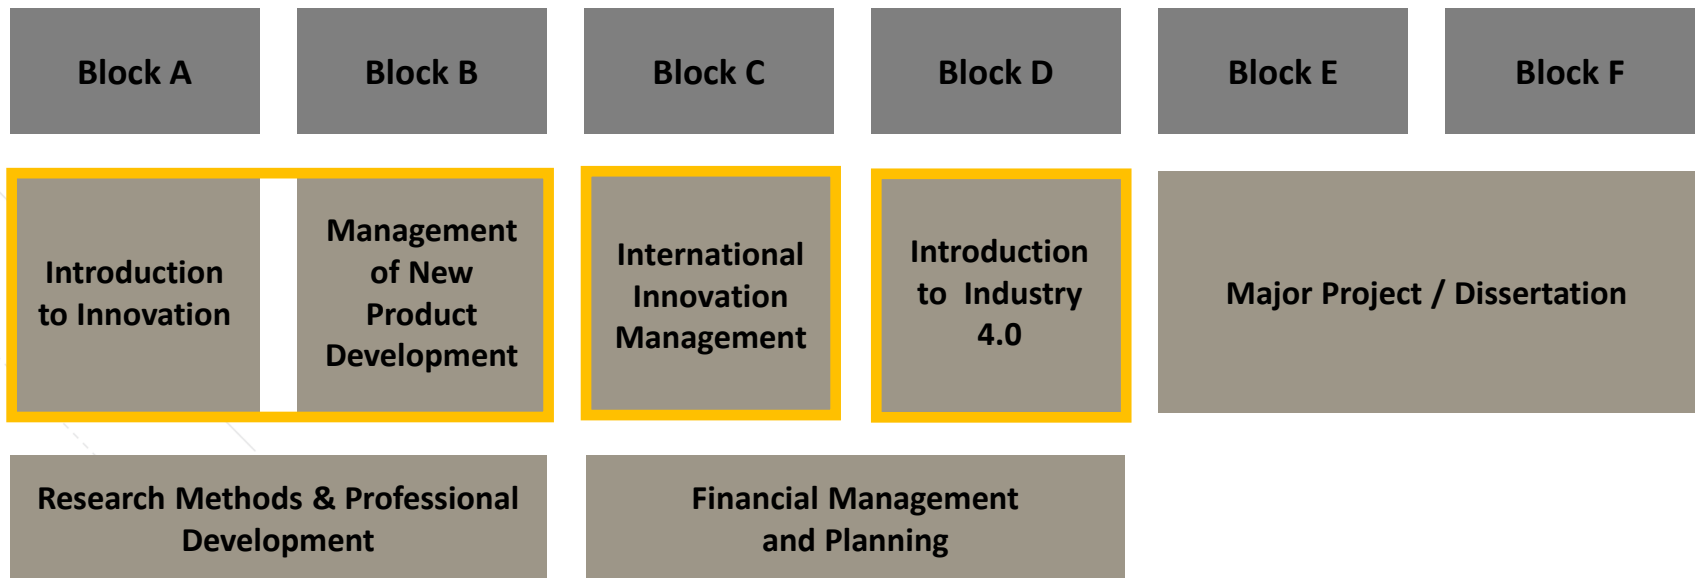 Block A
Block B
Block C
Block D
Block E
Block F
Introduction
to Innovation
Management
of New
Product
Development
International
Innovation
Management
Introduction
to Industry
4.0
Major Project / Dissertation
Research Methods & Professional
Development
Financial Management
and Planning